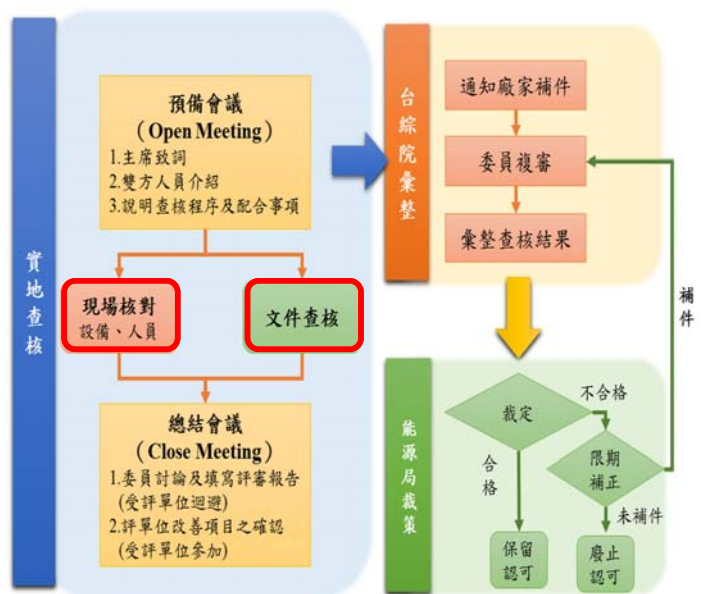 實地查核
預備會議
(Open Meeting)
1.主席致詞
2.雙方人員介紹
3.說明查核程序及配合事項
現場核對
設備、人員
文件查核
總結會議
(Close Meeting)
1.委員討論及填寫評審報告
(受評單位迴避)
2.評單位改善項目之確認
(受評單位參加)
台綜院彙整
通知廠家補件
委員複審
彙整查核結果
補件
能源局裁策
裁定
不合格
合格
限期
補正
未補件
保留
認可
廢止
認可